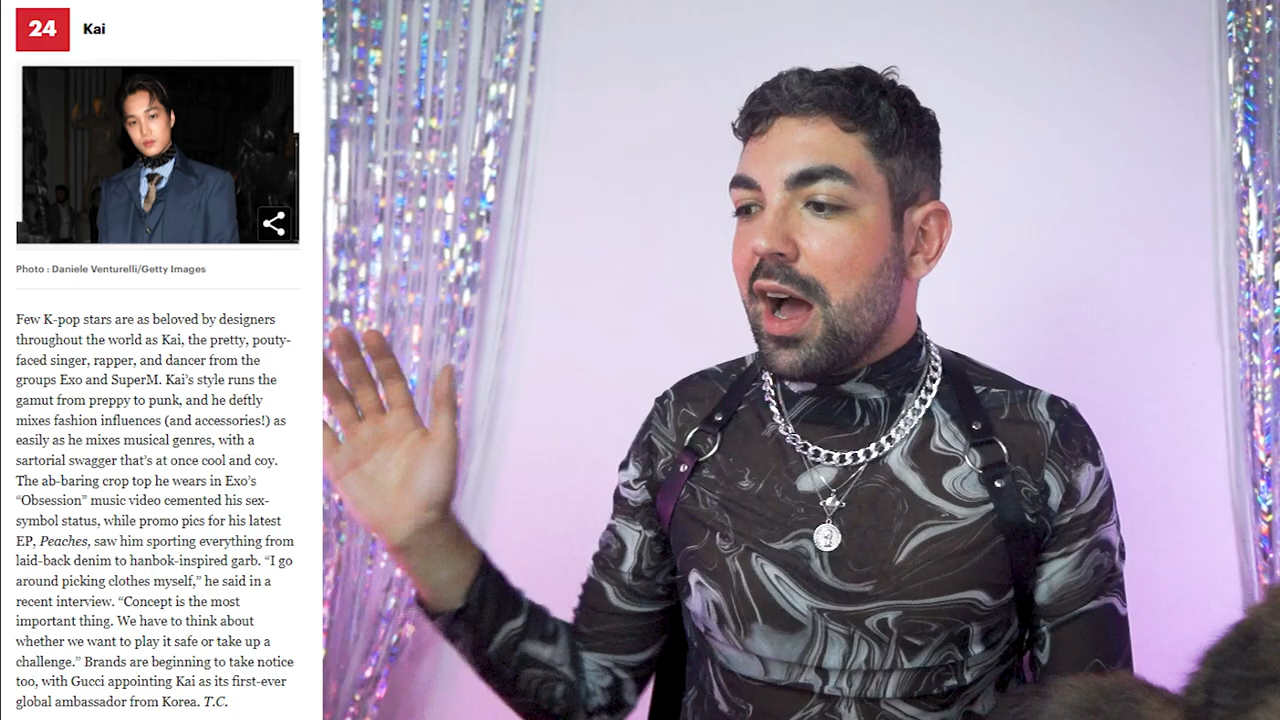 24 Kai
Photo : Daniele Venturelli/Getty Images
Few K-pop stars are as beloved by designers
throughout the world as Kai, the pretty, pouty-
faced singer, rapper, and dancer from the
groups Exo and SuperM. Kai’s style runs the
gamut from preppy to punk, and he deftly
mixes fashion influences (and accessories!) as
easily as he mixes musical genres, with a
sartorial swagger that’s at once cool and coy.
The ab-baring crop top he wears in Exo’s
“Obsession” music video cemented his sex-
symbol status, while promo pics for his latest
EP, Peaches, saw him sporting everything from
laid-back denim to hanbok-inspired garb. “I go
around picking clothes myself,” he said in a
recent interview. “Concept is the most
important thing. We have to think about
whether we want to play it safe or take up a
challenge.” Brands are beginning to take notice
too, with Gucci appointing Kai as its first-ever
global ambassador from Korea. T.C.